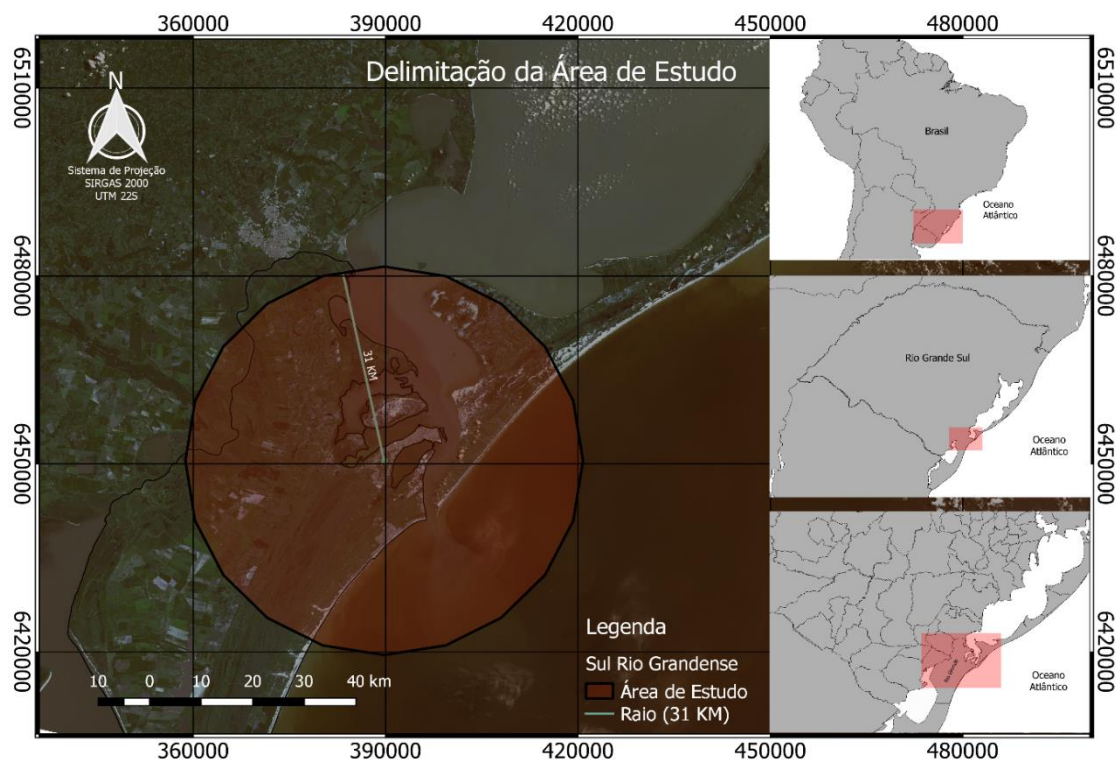 360000 390000 420000 450000 480000
Delimitação da Área de Estudo
N
Sistema de Projeção
SIRGAS 2000
UTM 22S
6510000
6480000
6450000
6420000
31 KM
10 0 10 20 30 40 km
Legenda
Sul Rio Grandense
Área de Estudo
Raio (31 KM)
Brasil
Oceano
Atlântico
Rio Grande Sul
Oceano
Atlântico
Rio Grande
Oceano
Atlântico
6510000
6480000
6450000
6420000
360000 390000 420000 450000 480000